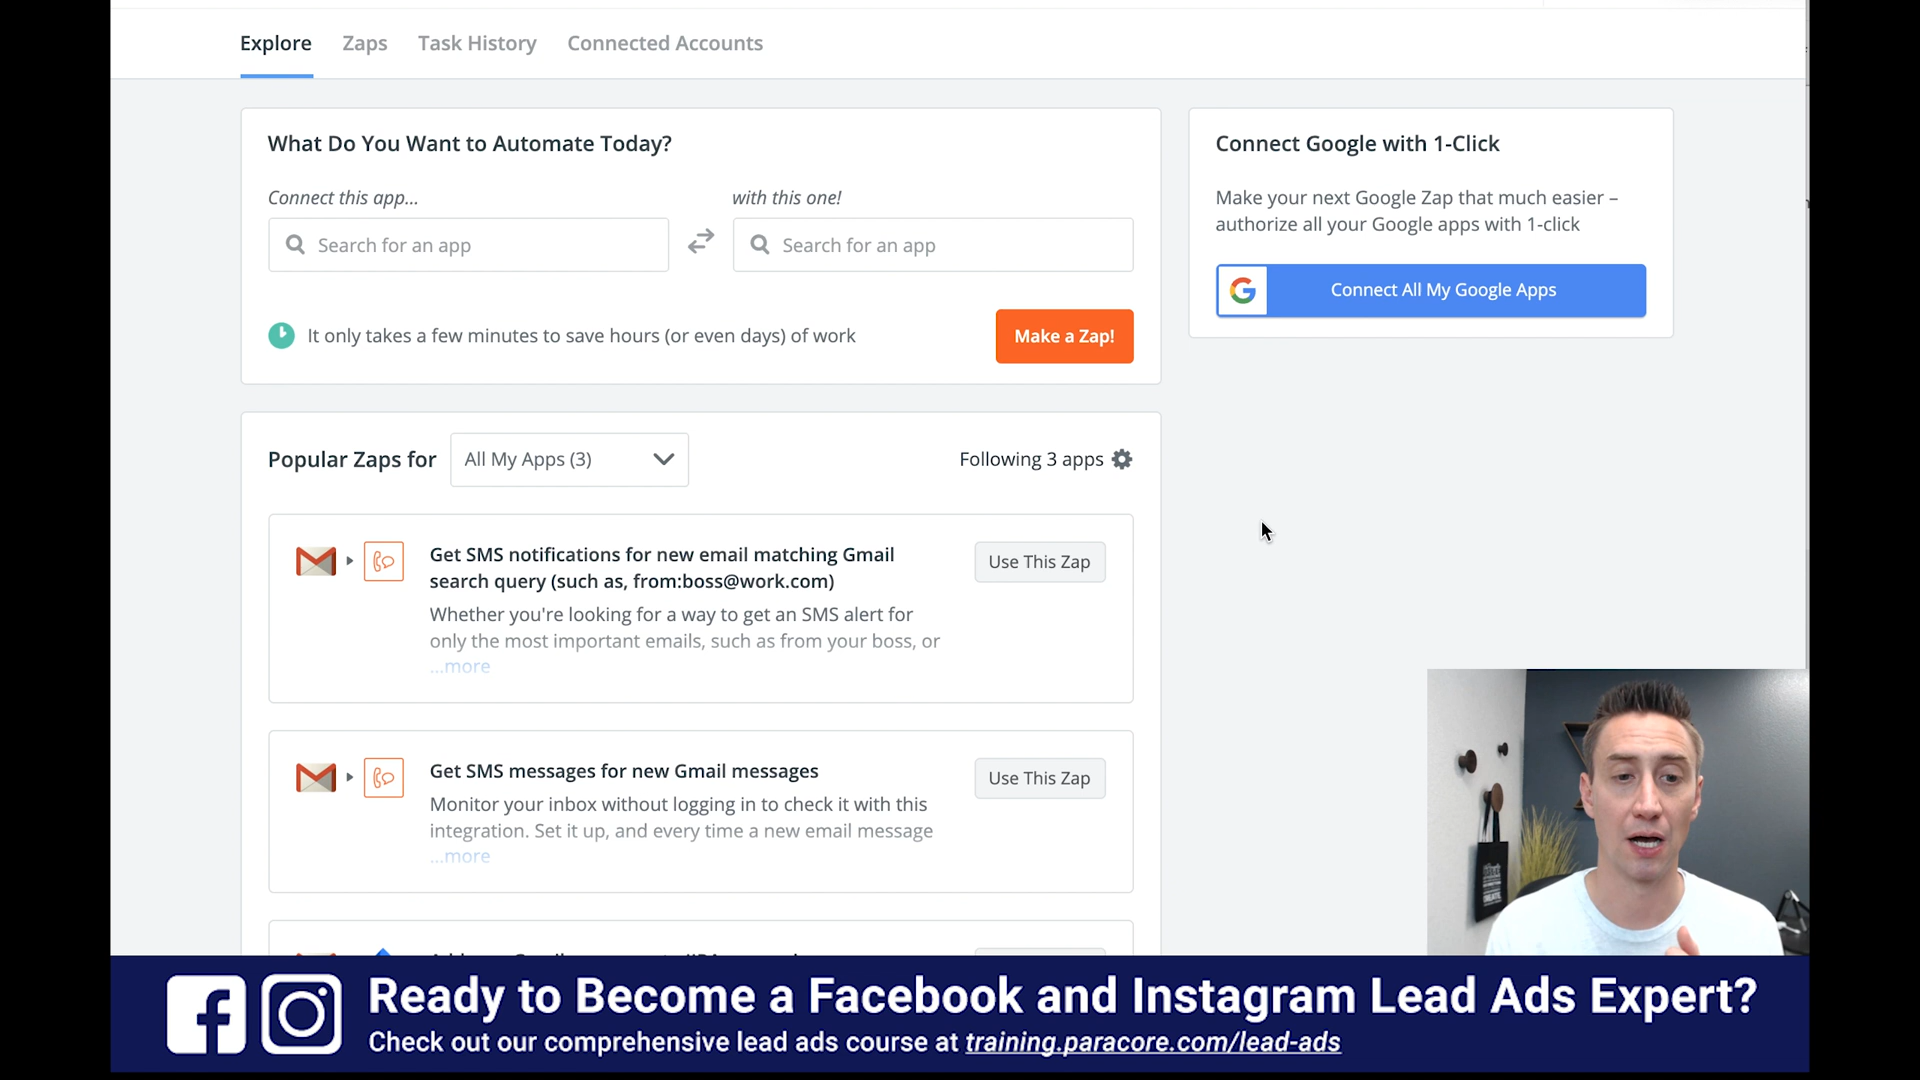 Explore Zaps Task History Connected Accounts
What Do You Want to Automate Today?
Connect this app...
with this one!
Search for an app
Search for an app
It only takes a few minutes to save hours (or even days) of work
Make a Zap!
Connect Google with 1-Click
Make your next Google Zap that much easier –
authorize all your Google apps with 1-click
Connect All My Google Apps
Popular Zaps for
All My Apps (3)
Following 3 apps
Get SMS notifications for new email matching Gmail
search query (such as, from:boss@work.com)
Whether you're looking for a way to get an SMS alert for
only the most important emails, such as from your boss, or
...more
Use This Zap
Get SMS messages for new Gmail messages
Monitor your inbox without logging in to check it with this
integration. Set it up, and every time a new email message
...more
Use This Zap
Ready to Become a Facebook and Instagram Lead Ads Expert?
Check out our comprehensive lead ads course at training.paracore.com/lead-ads